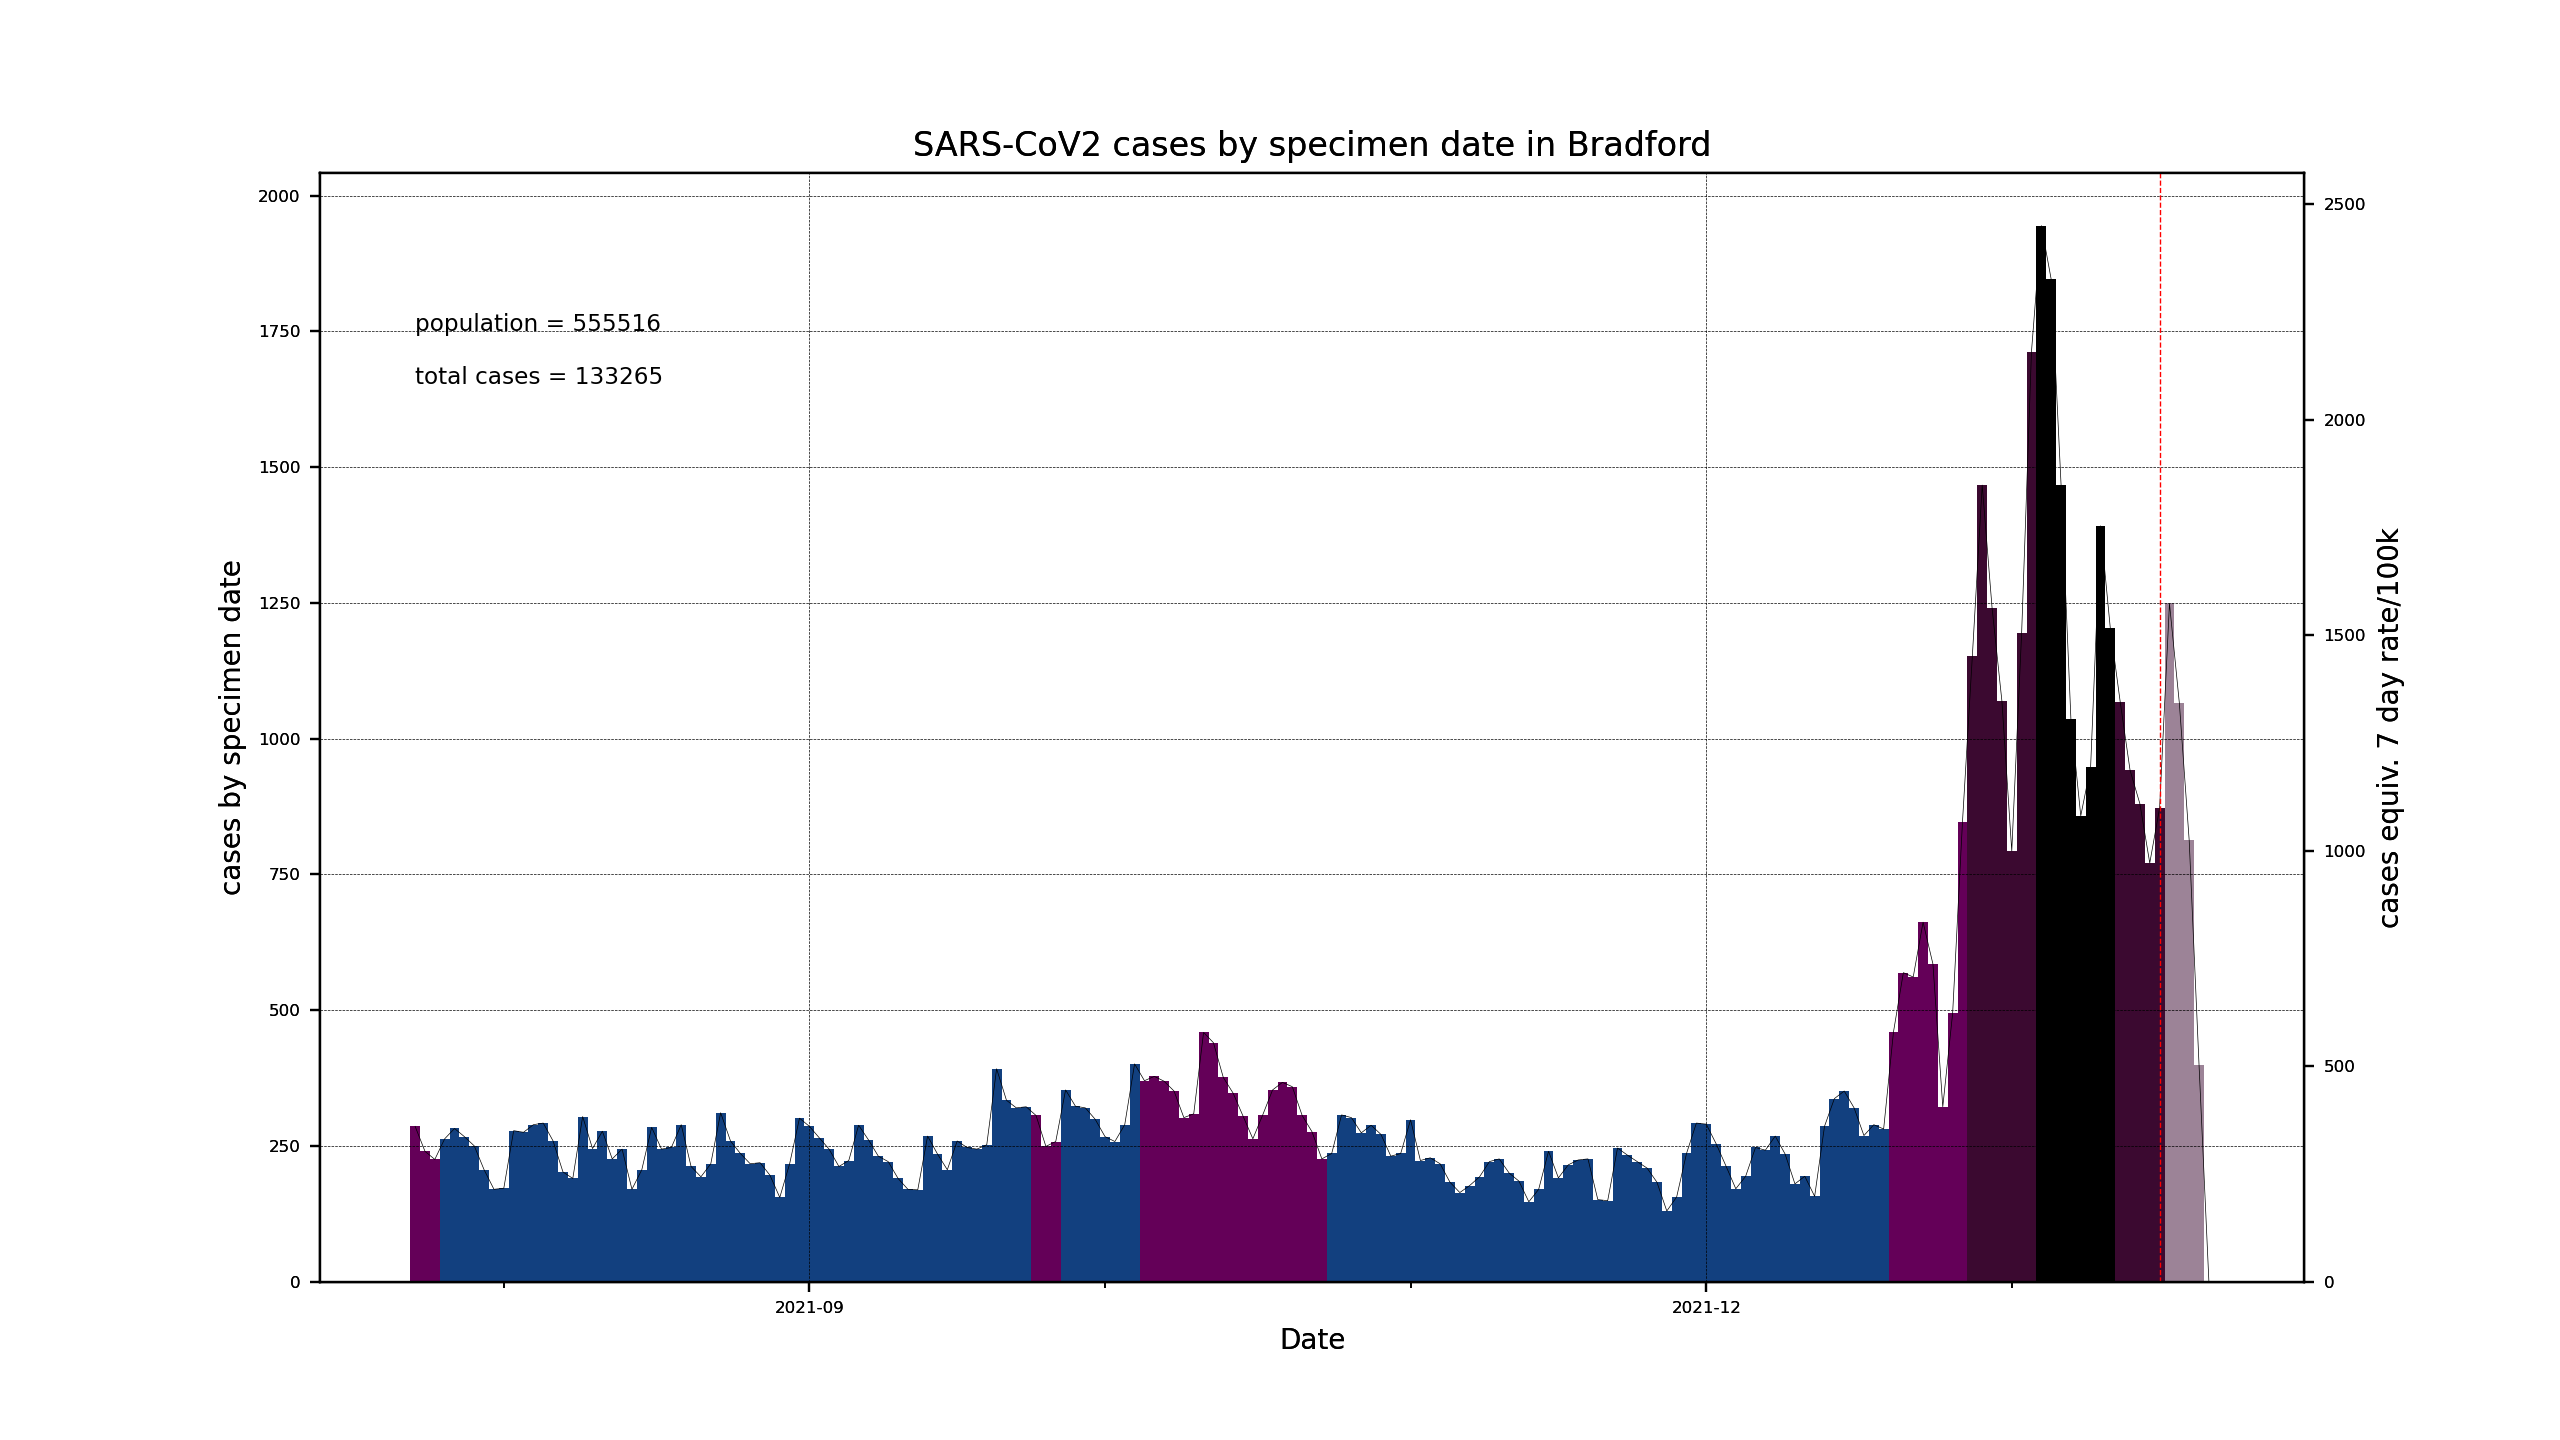 SARS-CoV2 cases by specimen date in Bradford
2000
1750
1500
1250
1000
750
500
250
0
cases by specimen date
population = 555516
total cases = 133265
2500
2000
1500
1000
500
0
cases equiv. 7 day rate/100k
2021-09
2021-12
Date